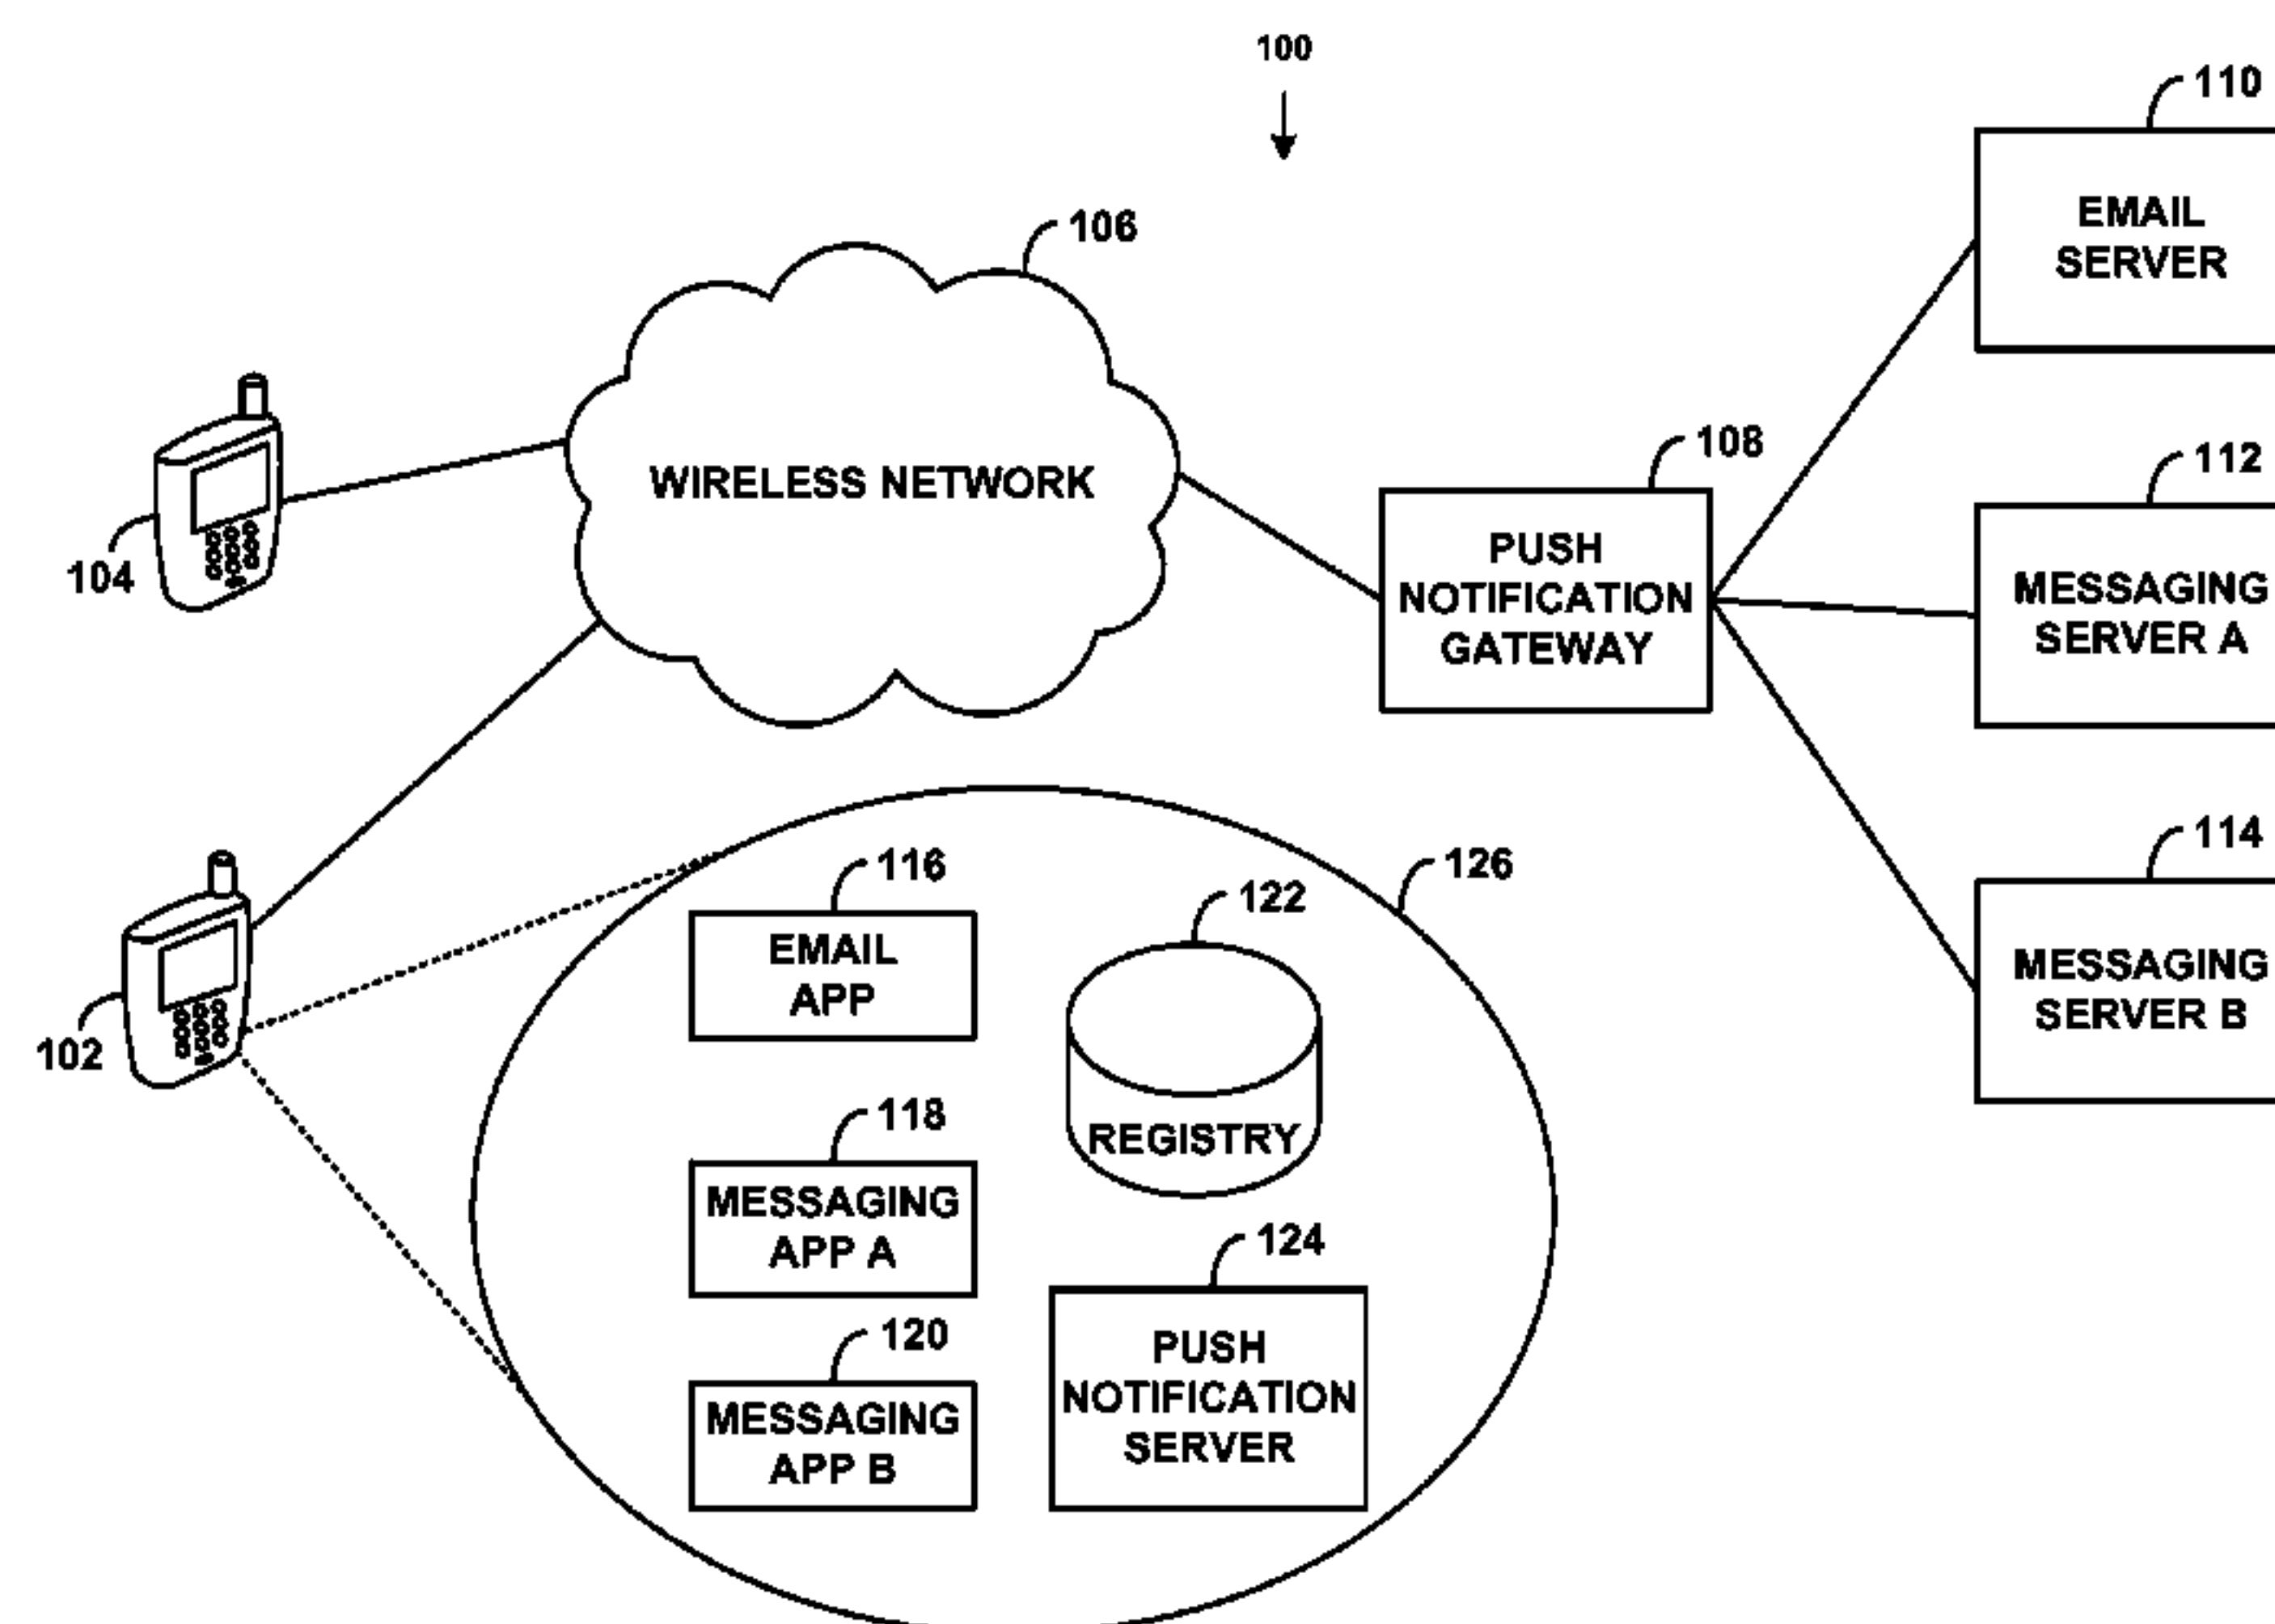 100
110
EMAIL
SERVER
106
WIRELESS NETWORK
104
108
PUSH
NOTIFICATION
GATEWAY
112
MESSAGING
SERVER A
114
MESSAGING
SERVER B
102
126
116
EMAIL
APP
122
REGISTRY
118
MESSAGING
APP A
124
PUSH
NOTIFICATION
SERVER
120
MESSAGING
APP B